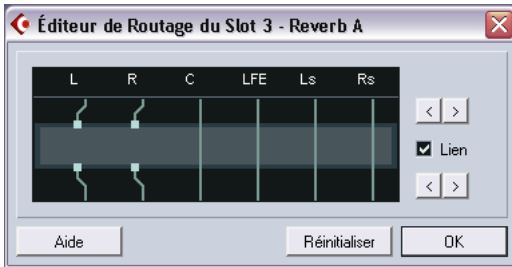 Éditeur de Routage du Slot 3 - Reverb A
L R C LFE Ls Rs
< >
Lien
< >
Aide Réinitialiser OK